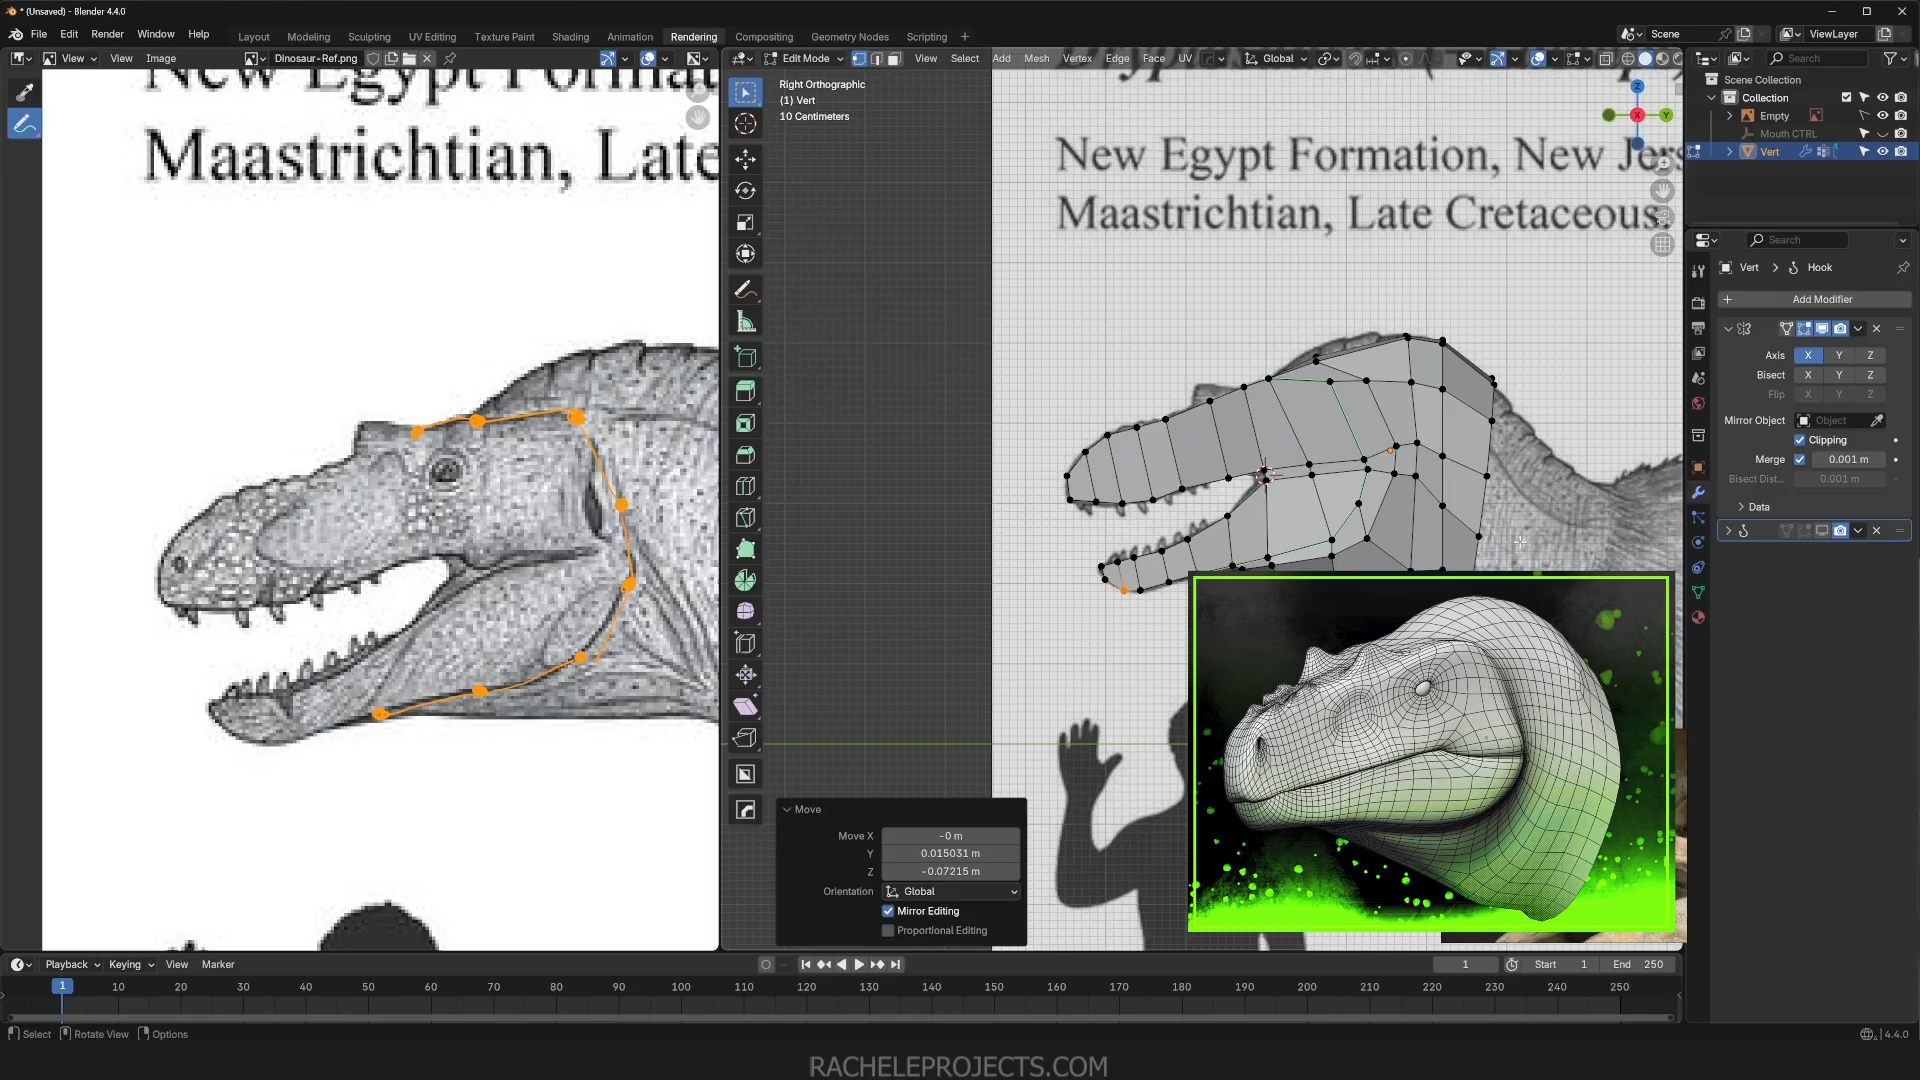 * (Unsaved) - Blender 4.4.0
File Edit Render Window Help
Layout Modeling Sculpting UV Editing Texture Paint Shading Animation Rendering Compositing Geometry Nodes Scripting +
Scene
ViewLayer
View View Image
Dinosaur-Ref.png
Edit Mode
View Select Add Mesh Vertex Edge Face UV
Global
Search
New Egypt Format
Maastrichtian, Late
Right Orthographic
(1) Vert
10 Centimeters
New Egypt Formation, New Jers
Maastrichtian, Late Cretaceous.
Z
X
Y
Scene Collection
Collection
Empty
Mouth CTRL
Vert
Search
Vert > Hook
+ Add Modifier
Axis X Y Z
Bisect X Y Z
Flip X Y Z
Mirror Object Object
Clipping
Merge 0.001 m
Bisect Dist... 0.001 m
Data
Move
Move X -0 m
Y 0.015031 m
Z -0.07215 m
Orientation Global
Mirror Editing
Proportional Editing
Playback Keying View Marker
1 Start 1 End 250
1 10 20 30 40 50 60 70 80 90 100 110 120 130 140 150 160 170 180 190 200 210 220 230 240 250
Select Rotate View Options
4.4.0
RACHELEPROJECTS.COM